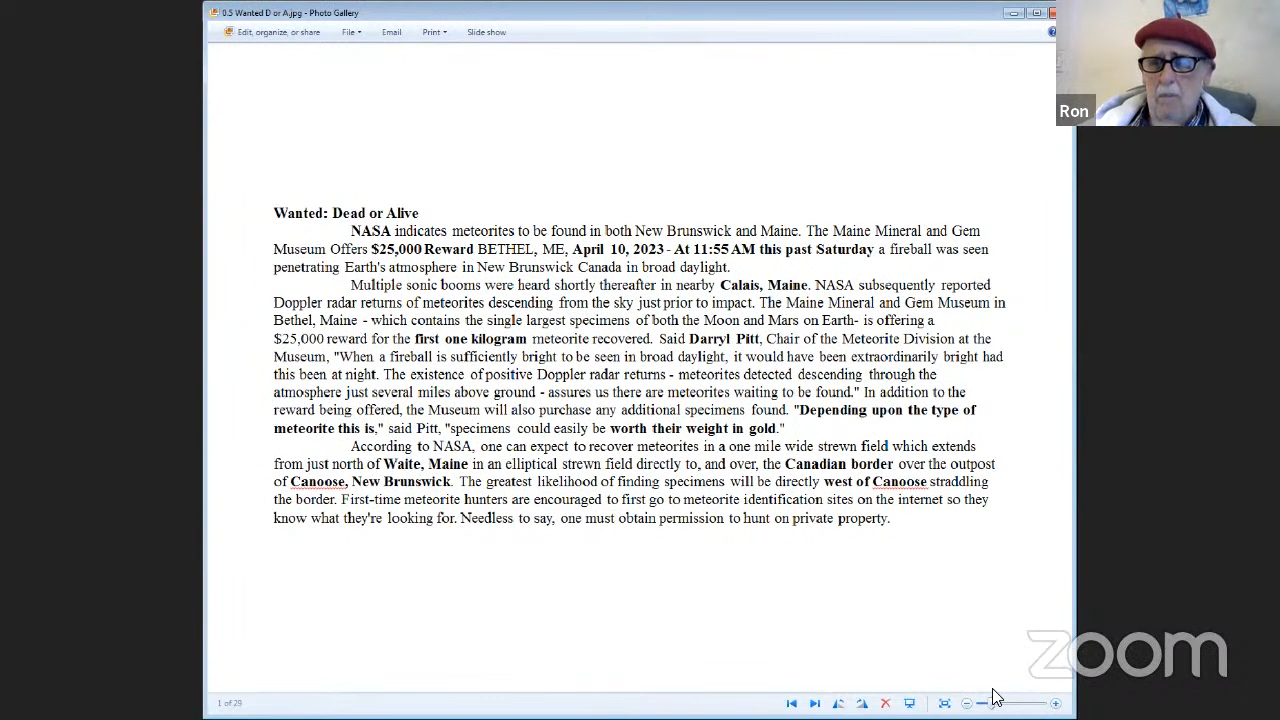 0.5 Wanted D or A.jpg - Photo Gallery
Edit, organize, or share File Email Print Slide show
Ron
Wanted: Dead or Alive
NASA indicates meteorites to be found in both New Brunswick and Maine. The Maine Mineral and Gem
Museum Offers $25,000 Reward BETHEL, ME, April 10, 2023 - At 11:55 AM this past Saturday a fireball was seen
penetrating Earth's atmosphere in New Brunswick Canada in broad daylight.
Multiple sonic booms were heard shortly thereafter in nearby Calais, Maine. NASA subsequently reported
Doppler radar returns of meteorites descending from the sky just prior to impact. The Maine Mineral and Gem Museum in
Bethel, Maine - which contains the single largest specimens of both the Moon and Mars on Earth- is offering a
$25,000 reward for the first one kilogram meteorite recovered. Said Darryl Pitt, Chair of the Meteorite Division at the
Museum, "When a fireball is sufficiently bright to be seen in broad daylight, it would have been extraordinarily bright had
this been at night. The existence of positive Doppler radar returns - meteorites detected descending through the
atmosphere just several miles above ground - assures us there are meteorites waiting to be found." In addition to the
reward being offered, the Museum will also purchase any additional specimens found. "Depending upon the type of
meteorite this is," said Pitt, "specimens could easily be worth their weight in gold."
According to NASA, one can expect to recover meteorites in a one mile wide strewn field which extends
from just north of Waite, Maine in an elliptical strewn field directly to, and over, the Canadian border over the outpost
of Canoose, New Brunswick. The greatest likelihood of finding specimens will be directly west of Canoose straddling
the border. First-time meteorite hunters are encouraged to first go to meteorite identification sites on the internet so they
know what they're looking for. Needless to say, one must obtain permission to hunt on private property.
zoom
1 of 29